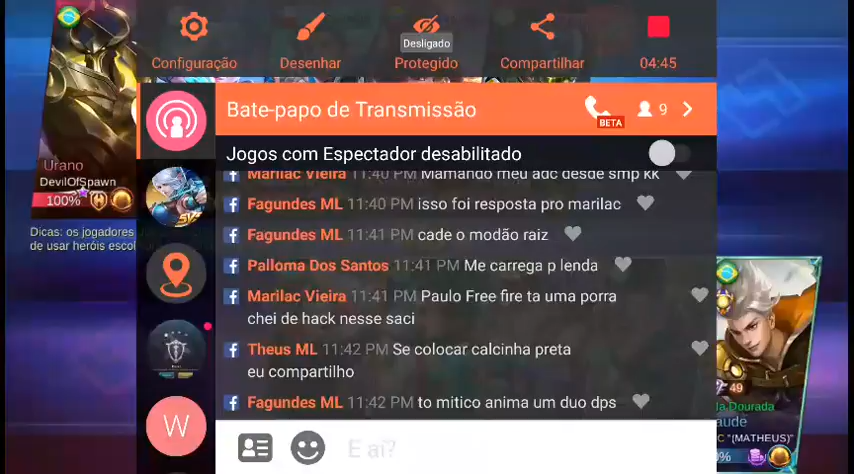 Configuração
Desenhar
Desligado
Protegido
Compartilhar
04:45
Bate-papo de Transmissão
BETA
9
Jogos com Espectador desabilitado
Marilac Vieira 11:40 PM Mamando meu adc desde smp kk
Fagundes ML 11:40 PM isso foi resposta pro marilac
Fagundes ML 11:41 PM cade o modão raiz
Palloma Dos Santos 11:41 PM Me carrega p lenda
Marilac Vieira 11:41 PM Paulo Free fire ta uma porra
chei de hack nesse saci
Theus ML 11:42 PM Se colocar calcinha preta
eu compartilho
Fagundes ML 11:42 PM to mitico anima um duo dps
W
E aí?
Urano
DevilOfSpawn
100%
Dicas: os jogadores
de usar heróis escol
49
la Dourada
aude
C "(MATHEUS)"
0%